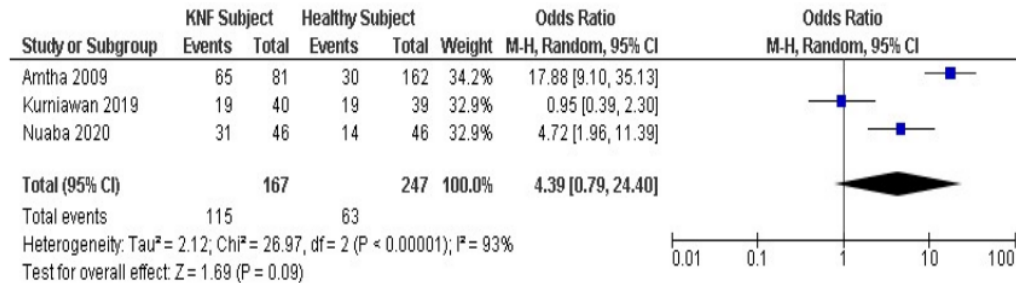 KNF Subject Healthy Subject Odds Ratio Odds Ratio
Study or Subgroup Events Total Events Total Weight M-H, Random, 95% CI M-H, Random, 95% CI
Amtha 2009 65 81 30 162 34.2% 17.88 [9.10, 35.13]
Kurniawan 2019 19 40 19 39 32.9% 0.95 [0.39, 2.30]
Nuaba 2020 31 46 14 46 32.9% 4.72 [1.96, 11.39]
Total (95% CI) 167 247 100.0% 4.39 [0.79, 24.40]
Total events 115 63
Heterogeneity: Tau² = 2.12; Chi² = 26.97, df = 2 (P < 0.00001); I² = 93%
Test for overall effect: Z = 1.69 (P = 0.09)
0.01 0.1 1 10 100